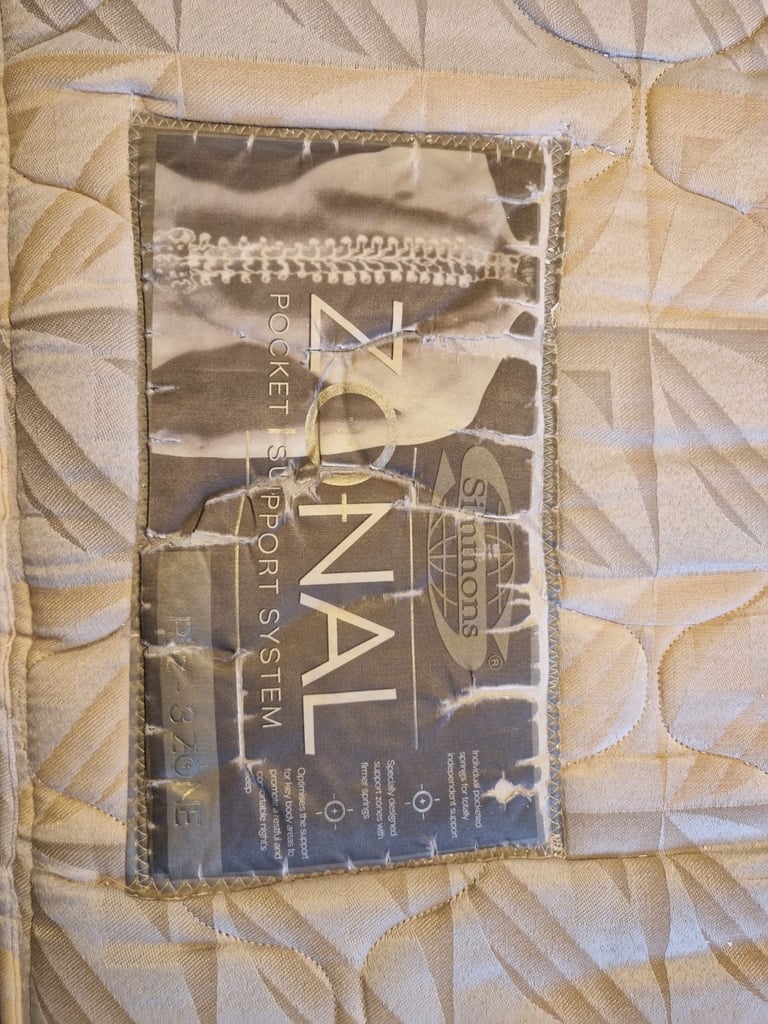 Simmons®
ZONAL
POCKET | SUPPORT SYSTEM
Individual pocketed
springs for totally
independent support
Specially designed
support zones with
firmer springs
Optimises the support
for key body areas to
promote a restful and
comfortable night's
sleep
3 ZONE